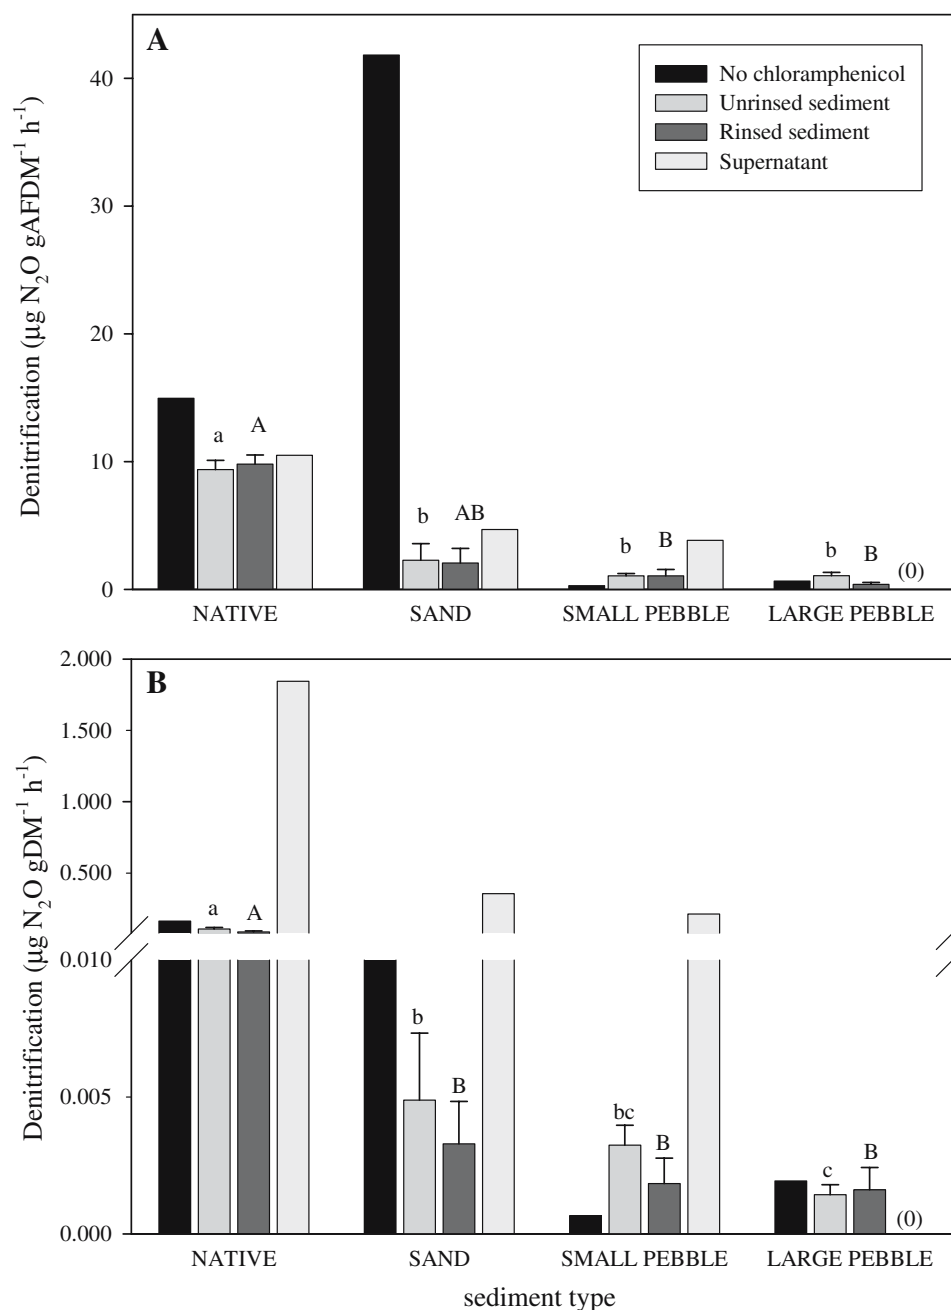 A
No chloramphenicol
Unrinsed sediment
Rinsed sediment
Supernatant
Denitrification (µg N₂O gAFDM⁻¹ h⁻¹)
40
30
20
10
0
a
A
b
AB
b
B
b
B
(0)
NATIVE
SAND
SMALL PEBBLE
LARGE PEBBLE
B
Denitrification (µg N₂O gDM⁻¹ h⁻¹)
2.000
1.500
1.000
0.500
0.010
0.005
0.000
a
A
b
B
bc
B
c
B
(0)
NATIVE
SAND
SMALL PEBBLE
LARGE PEBBLE
sediment type